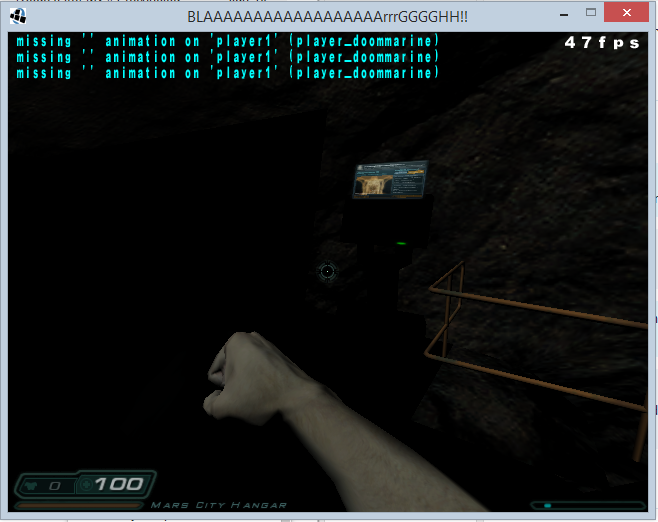 BLAAAAAAAAAAAAAAAAAArrrGGGGHH!!
missing '' animation on 'player1' (player_doommarine)
missing '' animation on 'player1' (player_doommarine)
missing '' animation on 'player1' (player_doommarine)
47fps
0
100
Mars City Hangar